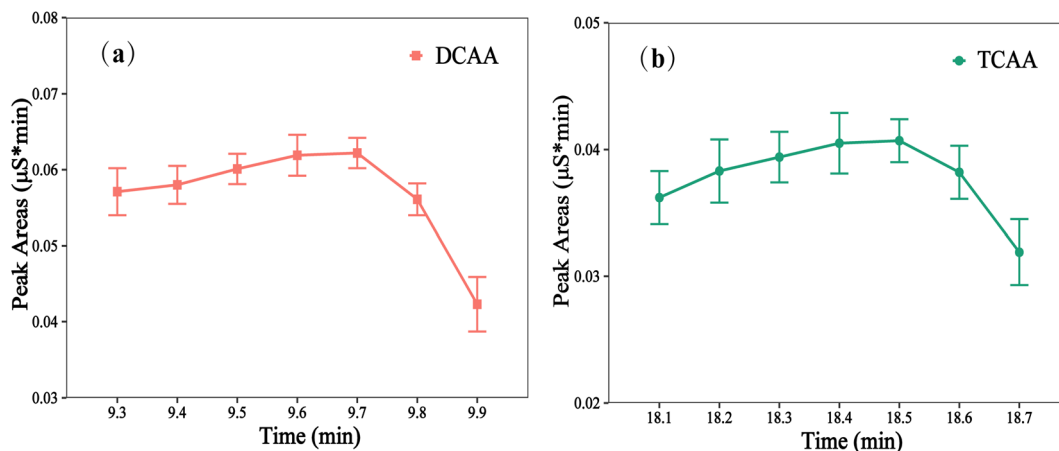 (a)
DCAA
Peak Areas (μS*min)
0.08
0.07
0.06
0.05
0.04
0.03
9.3 9.4 9.5 9.6 9.7 9.8 9.9
Time (min)
(b)
TCAA
Peak Areas (μS*min)
0.05
0.04
0.03
0.02
18.1 18.2 18.3 18.4 18.5 18.6 18.7
Time (min)